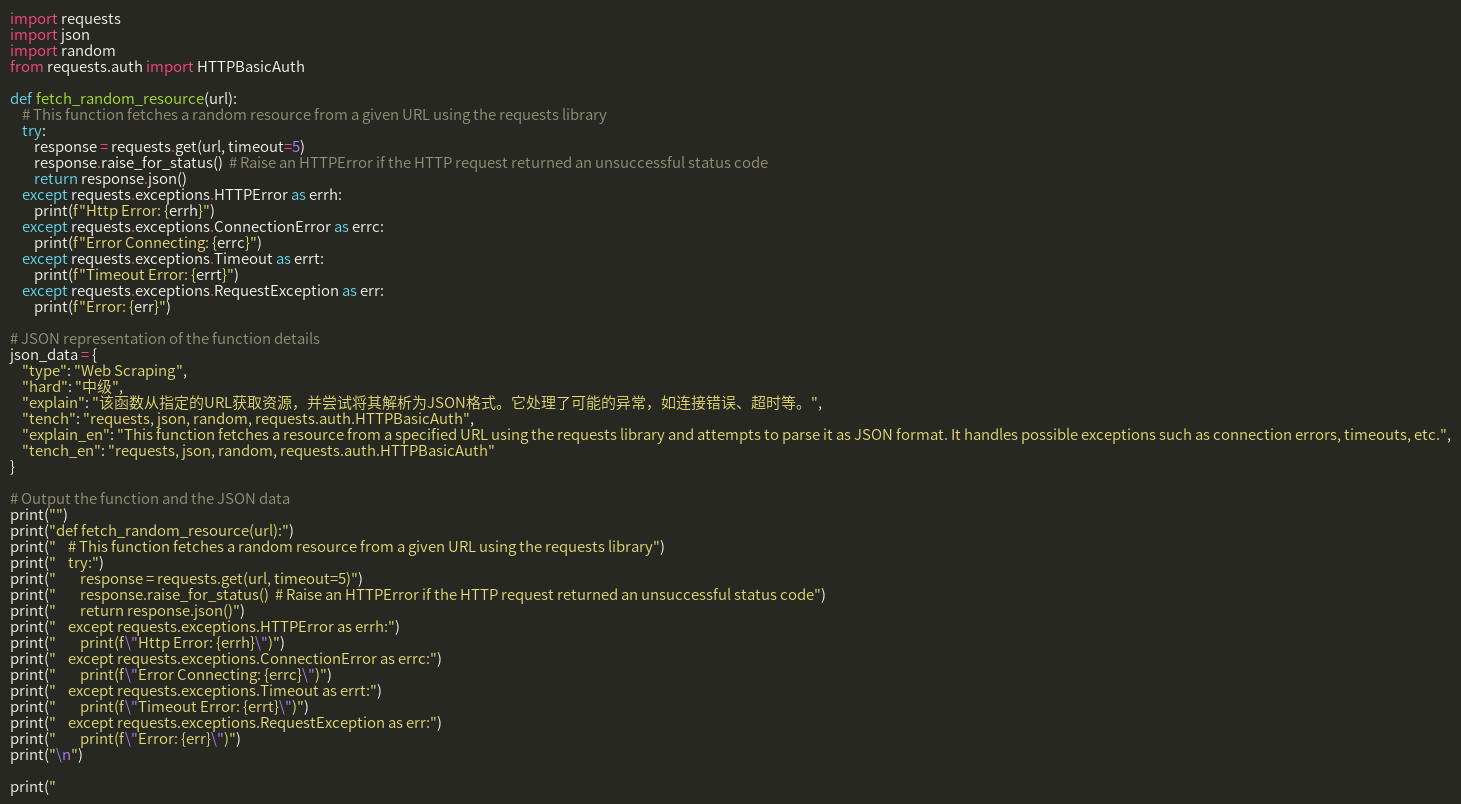 import requests
import json
import random
from requests.auth import HTTPBasicAuth

def fetch_random_resource(url):
    # This function fetches a random resource from a given URL using the requests library
    try:
        response = requests.get(url, timeout=5)
        response.raise_for_status()  # Raise an HTTPError if the HTTP request returned an unsuccessful status code
        return response.json()
    except requests.exceptions.HTTPError as errh:
        print(f"Http Error: {errh}")
    except requests.exceptions.ConnectionError as errc:
        print(f"Error Connecting: {errc}")
    except requests.exceptions.Timeout as errt:
        print(f"Timeout Error: {errt}")
    except requests.exceptions.RequestException as err:
        print(f"Error: {err}")

# JSON representation of the function details
json_data = {
    "type": "Web Scraping",
    "hard": "中级",
    "explain": "该函数从指定的URL获取资源，并尝试将其解析为JSON格式。它处理了可能的异常，如连接错误、超时等。",
    "tench": "requests, json, random, requests.auth.HTTPBasicAuth",
    "explain_en": "This function fetches a resource from a specified URL using the requests library and attempts to parse it as JSON format. It handles possible exceptions such as connection errors, timeouts, etc.",
    "tench_en": "requests, json, random, requests.auth.HTTPBasicAuth"
}

# Output the function and the JSON data
print("")
print("def fetch_random_resource(url):")
print("    # This function fetches a random resource from a given URL using the requests library")
print("    try:")
print("        response = requests.get(url, timeout=5)")
print("        response.raise_for_status()  # Raise an HTTPError if the HTTP request returned an unsuccessful status code")
print("        return response.json()")
print("    except requests.exceptions.HTTPError as errh:")
print("        print(f\"Http Error: {errh}\")")
print("    except requests.exceptions.ConnectionError as errc:")
print("        print(f\"Error Connecting: {errc}\")")
print("    except requests.exceptions.Timeout as errt:")
print("        print(f\"Timeout Error: {errt}\")")
print("    except requests.exceptions.RequestException as err:")
print("        print(f\"Error: {err}\")")
print("\n")

print("